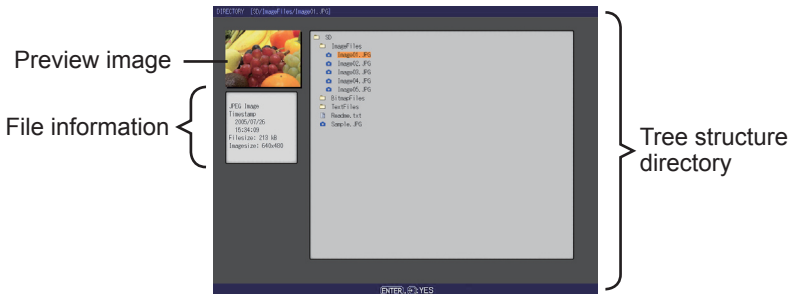 DIRECTORY [SD/ImageFiles/Image01.JPG]
Preview image
File information
JPEG Image
Timestamp
2005/07/25
15:34:09
Filesize: 213 kB
Imagesize: 640x480
SD
ImageFiles
Image01.JPG
Image02.JPG
Image03.JPG
Image04.JPG
Image05.JPG
BitmapFiles
TestFiles
Readme.txt
Sample.JPG
Tree structure
directory
ENTER, :YES